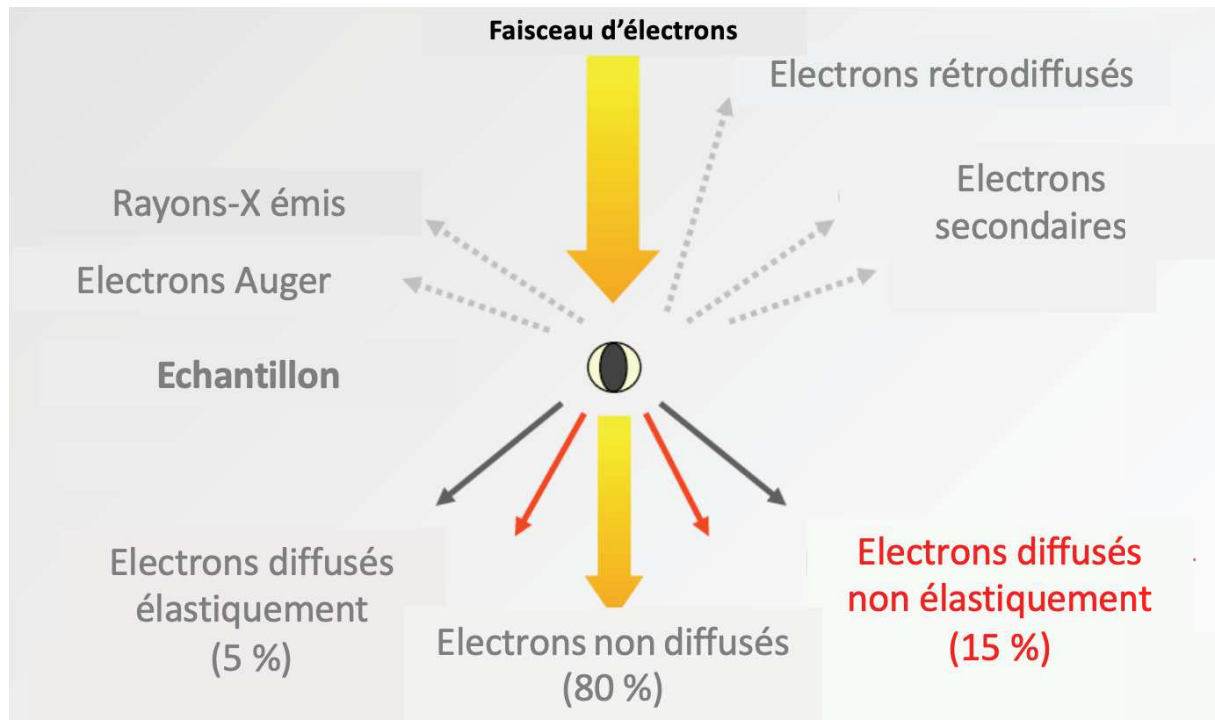 Faisceau d'électrons
Electrons rétrodiffusés
Electrons
secondaires
Rayons-X émis
Electrons Auger
Echantillon
Electrons diffusés
élastiquement
(5 %)
Electrons non diffusés
(80 %)
Electrons diffusés
non élastiquement
(15 %)